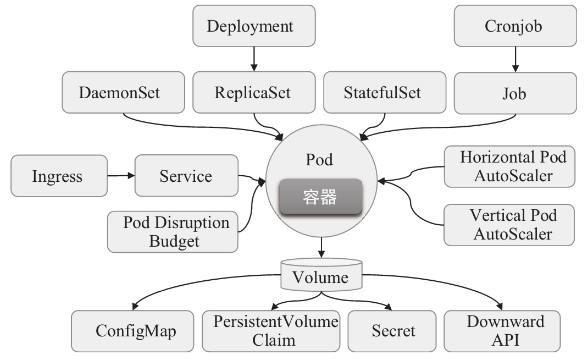 Deployment
Cronjob
DaemonSet
ReplicaSet
StatefulSet
Job
Pod
容器
Ingress
Service
Pod Disruption
Budget
Horizontal Pod
AutoScaler
Vertical Pod
AutoScaler
Volume
ConfigMap
PersistentVolume
Claim
Secret
Downward
API